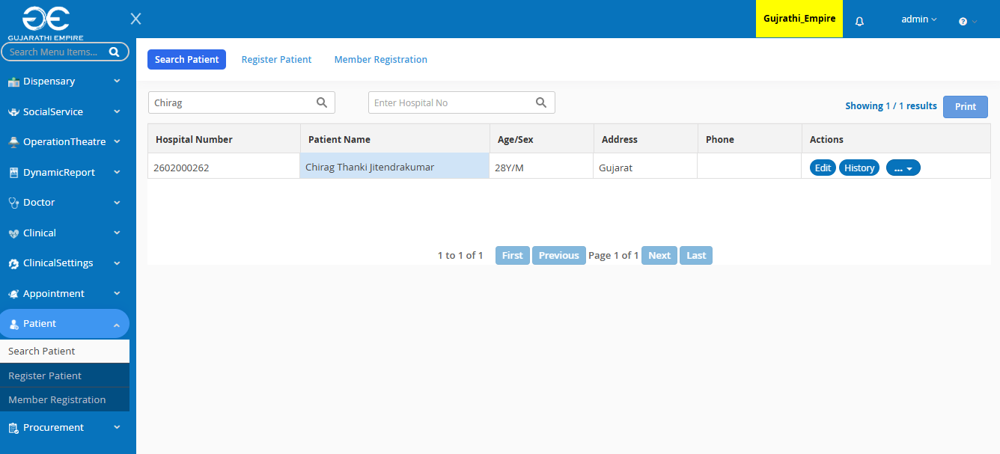 GUJARATHI EMPIRE
Gujrathi_Empire
admin
Search Menu Items...
Dispensary
SocialService
OperationTheatre
DynamicReport
Doctor
Clinical
ClinicalSettings
Appointment
Patient
Search Patient
Register Patient
Member Registration
Procurement
Search Patient Register Patient Member Registration
Chirag Enter Hospital No Showing 1 / 1 results Print
Hospital Number Patient Name Age/Sex Address Phone Actions
2602000262 Chirag Thanki Jitendrakumar 28Y/M Gujarat Edit History ...
1 to 1 of 1 First Previous Page 1 of 1 Next Last